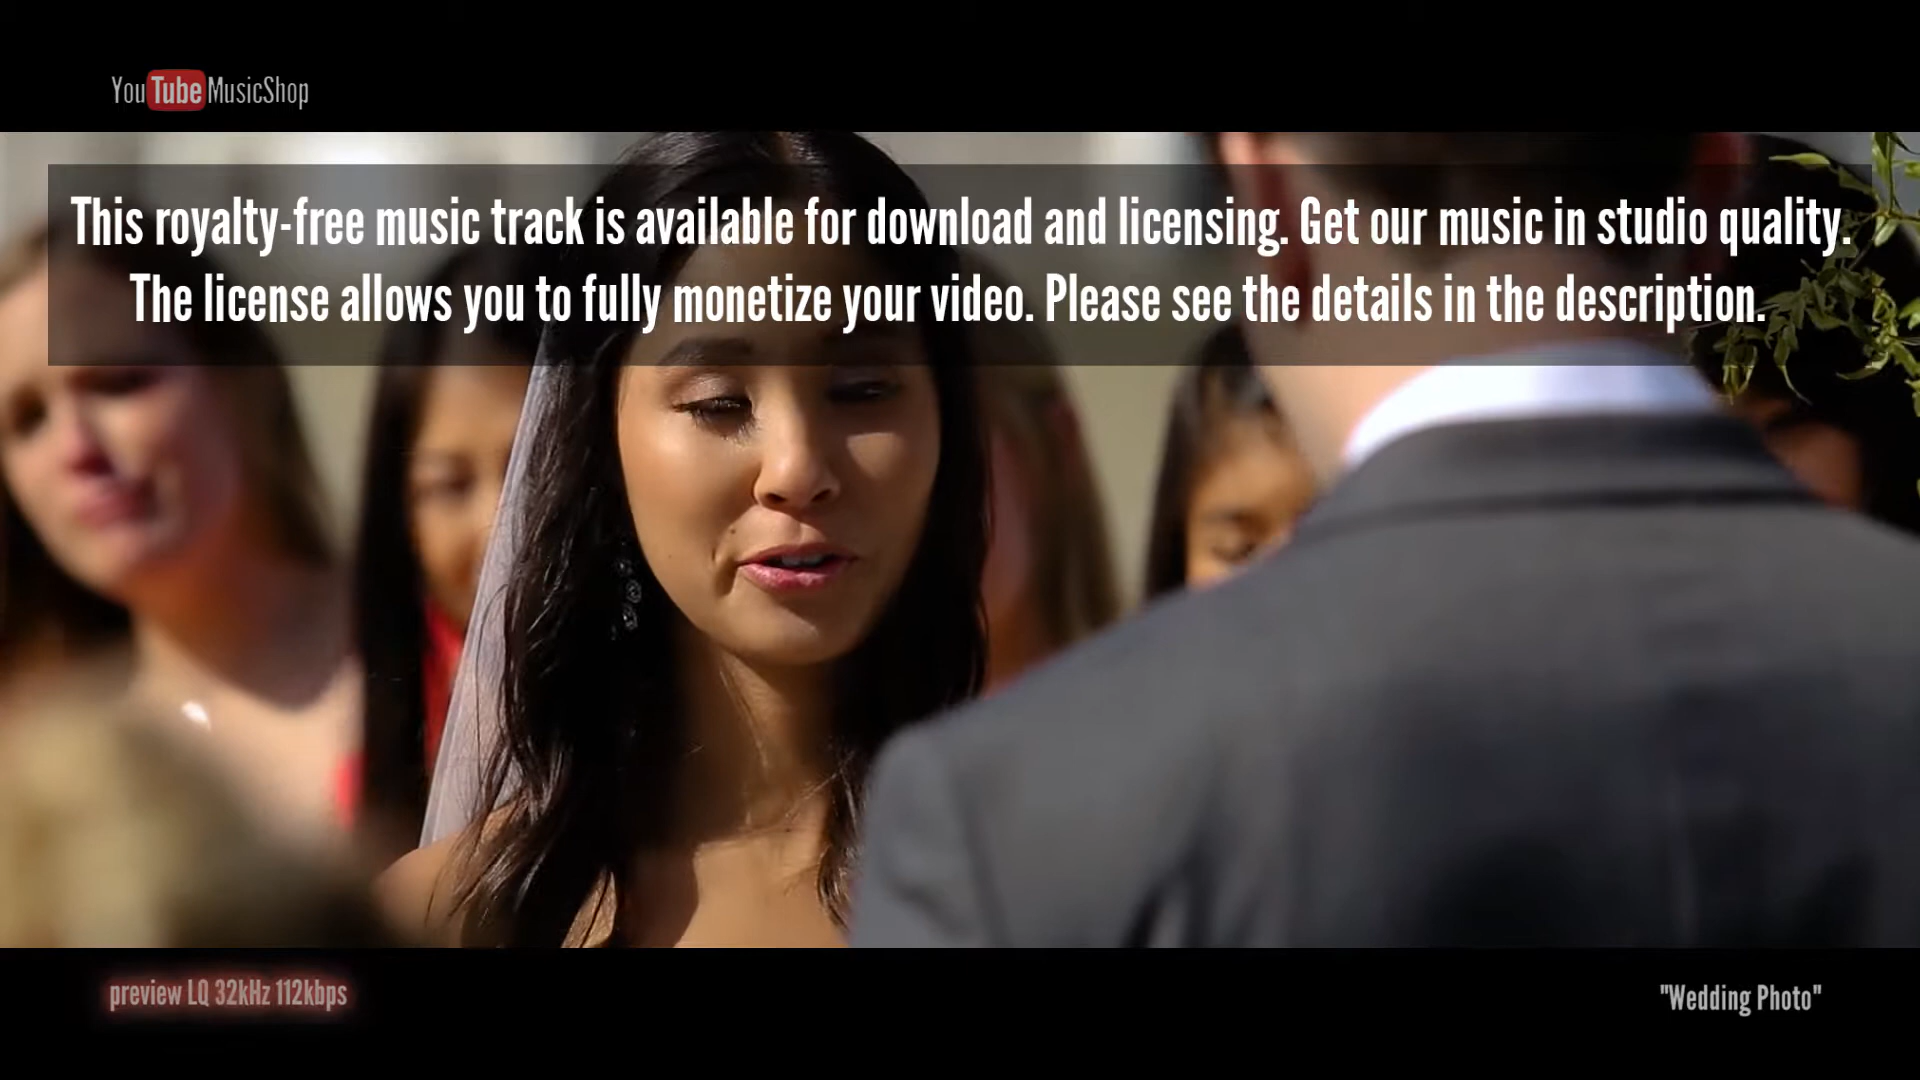 YouTubeMusicShop
This royalty-free music track is available for download and licensing. Get our music in studio quality.
The license allows you to fully monetize your video. Please see the details in the description.
preview LQ 32kHz 112kbps
"Wedding Photo"